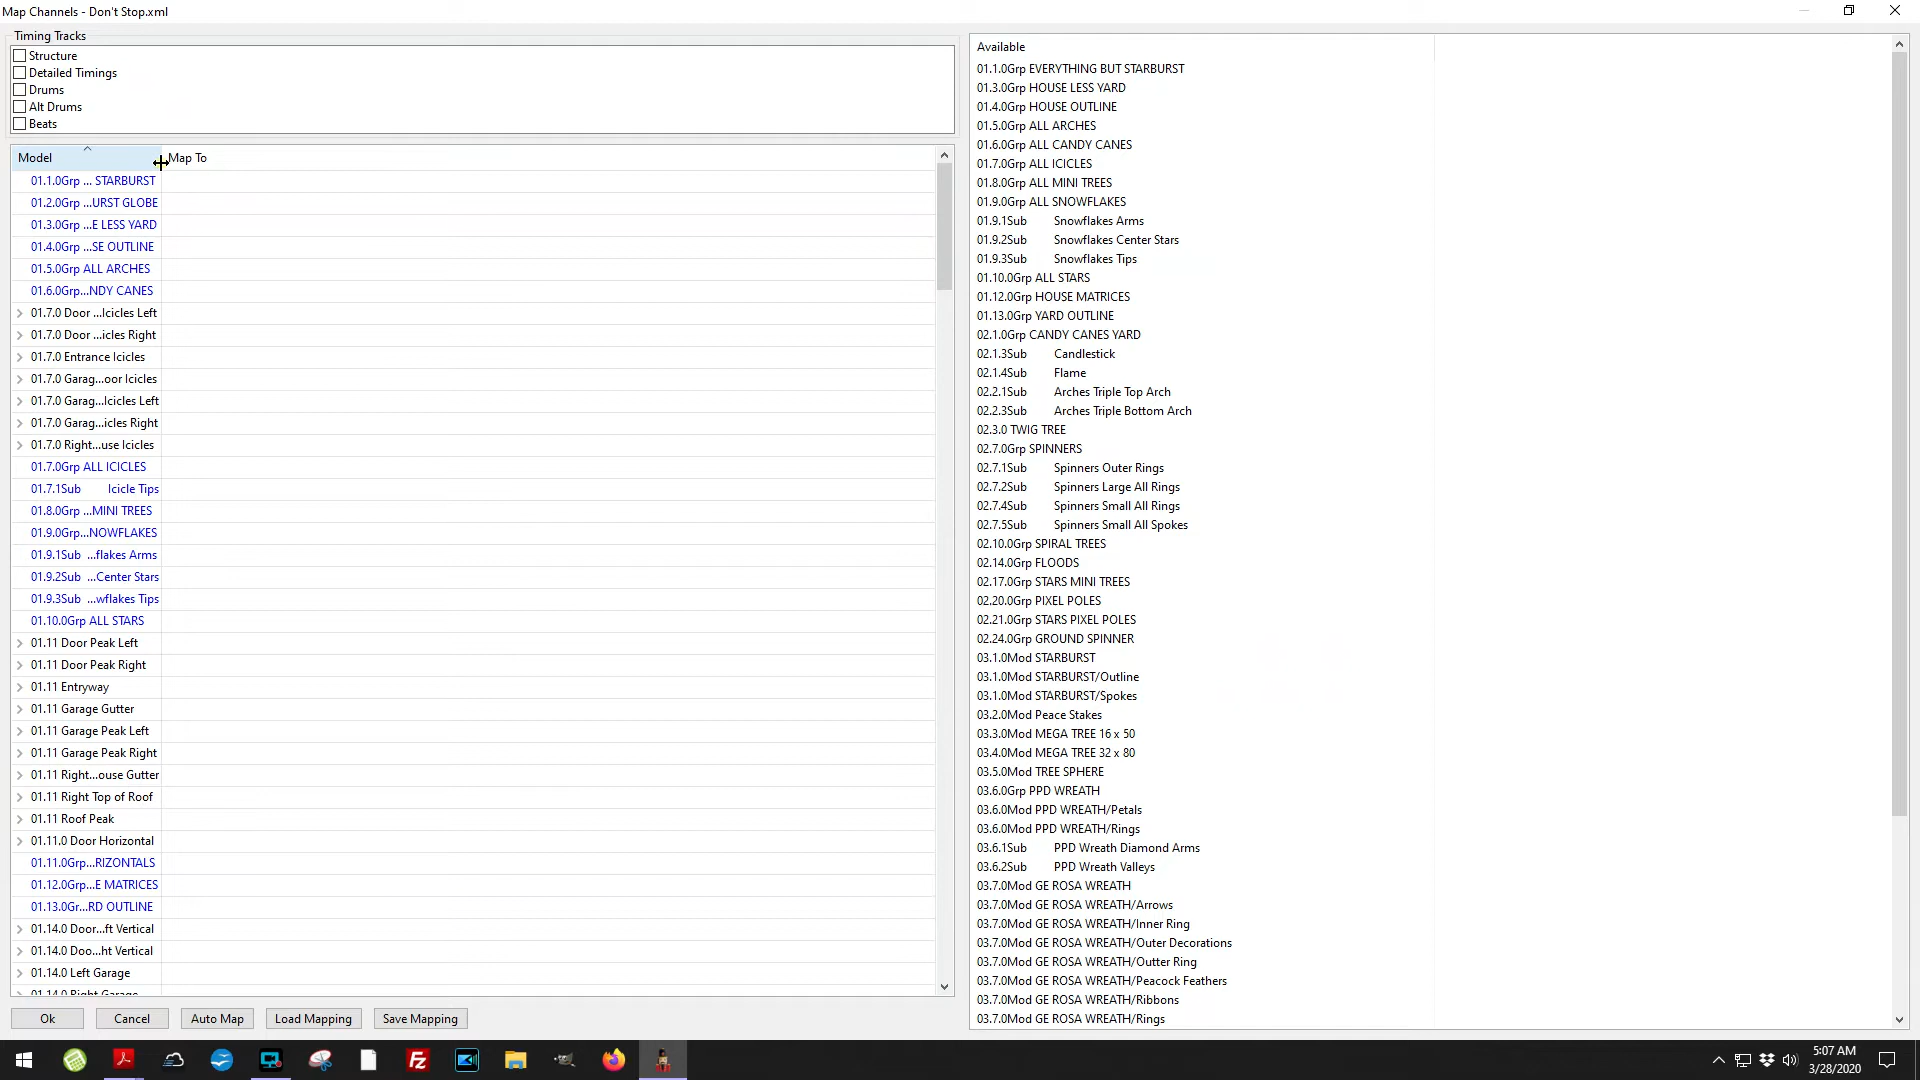 Map Channels - Don't Stop.xml
Timing Tracks
Structure
Detailed Timings
Drums
Alt Drums
Beats
Model
Map To
01.1.0Grp ... STARBURST
01.2.0Grp ...URST GLOBE
01.3.0Grp ...E LESS YARD
01.4.0Grp ...SE OUTLINE
01.5.0Grp ALL ARCHES
01.6.0Grp...NDY CANES
01.7.0 Door ...Icicles Left
01.7.0 Door ...icles Right
01.7.0 Entrance Icicles
01.7.0 Garag...oor Icicles
01.7.0 Garag...Icicles Left
01.7.0 Garag...icles Right
01.7.0 Right...use Icicles
01.7.0Grp ALL ICICLES
01.7.1Sub Icicle Tips
01.8.0Grp ...MINI TREES
01.9.0Grp...NOWFLAKES
01.9.1Sub ...flakes Arms
01.9.2Sub ...Center Stars
01.9.3Sub ...wflakes Tips
01.10.0Grp ALL STARS
01.11 Door Peak Left
01.11 Door Peak Right
01.11 Entryway
01.11 Garage Gutter
01.11 Garage Peak Left
01.11 Garage Peak Right
01.11 Right...ouse Gutter
01.11 Right Top of Roof
01.11 Roof Peak
01.11.0 Door Horizontal
01.11.0Grp...RIZONTALS
01.12.0Grp...E MATRICES
01.13.0Gr...RD OUTLINE
01.14.0 Door...ft Vertical
01.14.0 Doo...ht Vertical
01.14.0 Left Garage
01.14.0 Right Garage
Ok
Cancel
Auto Map
Load Mapping
Save Mapping
Available
01.1.0Grp EVERYTHING BUT STARBURST
01.3.0Grp HOUSE LESS YARD
01.4.0Grp HOUSE OUTLINE
01.5.0Grp ALL ARCHES
01.6.0Grp ALL CANDY CANES
01.7.0Grp ALL ICICLES
01.8.0Grp ALL MINI TREES
01.9.0Grp ALL SNOWFLAKES
01.9.1Sub Snowflakes Arms
01.9.2Sub Snowflakes Center Stars
01.9.3Sub Snowflakes Tips
01.10.0Grp ALL STARS
01.12.0Grp HOUSE MATRICES
01.13.0Grp YARD OUTLINE
02.1.0Grp CANDY CANES YARD
02.1.3Sub Candlestick
02.1.4Sub Flame
02.2.1Sub Arches Triple Top Arch
02.2.3Sub Arches Triple Bottom Arch
02.3.0 TWIG TREE
02.7.0Grp SPINNERS
02.7.1Sub Spinners Outer Rings
02.7.2Sub Spinners Large All Rings
02.7.4Sub Spinners Small All Rings
02.7.5Sub Spinners Small All Spokes
02.10.0Grp SPIRAL TREES
02.14.0Grp FLOODS
02.17.0Grp STARS MINI TREES
02.20.0Grp PIXEL POLES
02.21.0Grp STARS PIXEL POLES
02.24.0Grp GROUND SPINNER
03.1.0Mod STARBURST
03.1.0Mod STARBURST/Outline
03.1.0Mod STARBURST/Spokes
03.2.0Mod Peace Stakes
03.3.0Mod MEGA TREE 16 x 50
03.4.0Mod MEGA TREE 32 x 80
03.5.0Mod TREE SPHERE
03.6.0Grp PPD WREATH
03.6.0Mod PPD WREATH/Petals
03.6.0Mod PPD WREATH/Rings
03.6.1Sub PPD Wreath Diamond Arms
03.6.2Sub PPD Wreath Valleys
03.7.0Mod GE ROSA WREATH
03.7.0Mod GE ROSA WREATH/Arrows
03.7.0Mod GE ROSA WREATH/Inner Ring
03.7.0Mod GE ROSA WREATH/Outer Decorations
03.7.0Mod GE ROSA WREATH/Outter Ring
03.7.0Mod GE ROSA WREATH/Peacock Feathers
03.7.0Mod GE ROSA WREATH/Ribbons
03.7.0Mod GE ROSA WREATH/Rings
5:07 AM
3/28/2020